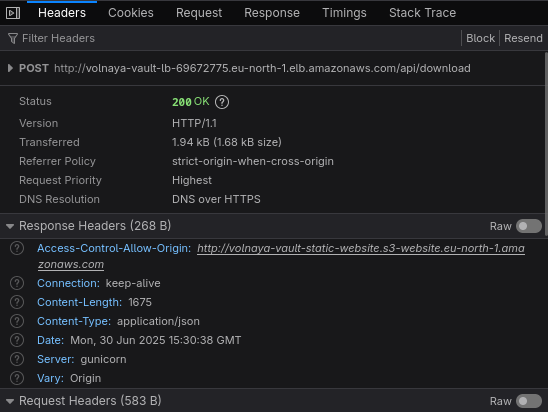 Headers Cookies Request Response Timings Stack Trace
Filter Headers Block Resend
POST http://volnaya-vault-lb-69672775.eu-north-1.elb.amazonaws.com/api/download
Status 200 OK ?
Version HTTP/1.1
Transferred 1.94 kB (1.68 kB size)
Referrer Policy strict-origin-when-cross-origin
Request Priority Highest
DNS Resolution DNS over HTTPS
Response Headers (268 B) Raw
? Access-Control-Allow-Origin: http://volnaya-vault-static-website.s3-website.eu-north-1.ama
zonaws.com
? Connection: keep-alive
? Content-Length: 1675
? Content-Type: application/json
? Date: Mon, 30 Jun 2025 15:30:38 GMT
? Server: gunicorn
? Vary: Origin
Request Headers (583 B) Raw